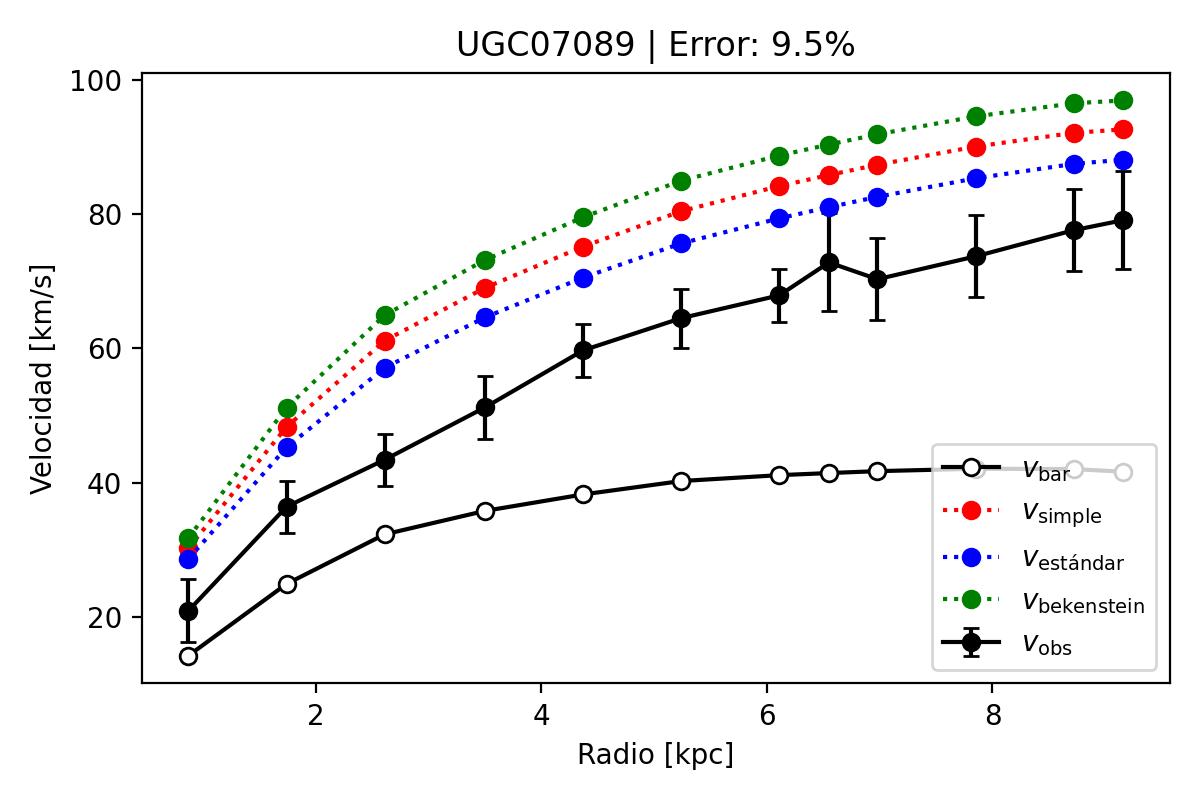 UGC07089 | Error: 9.5%
Velocidad [km/s]
100
80
60
40
20
2
4
6
8
Radio [kpc]
v_bar
v_simple
v_estándar
v_bekenstein
v_obs